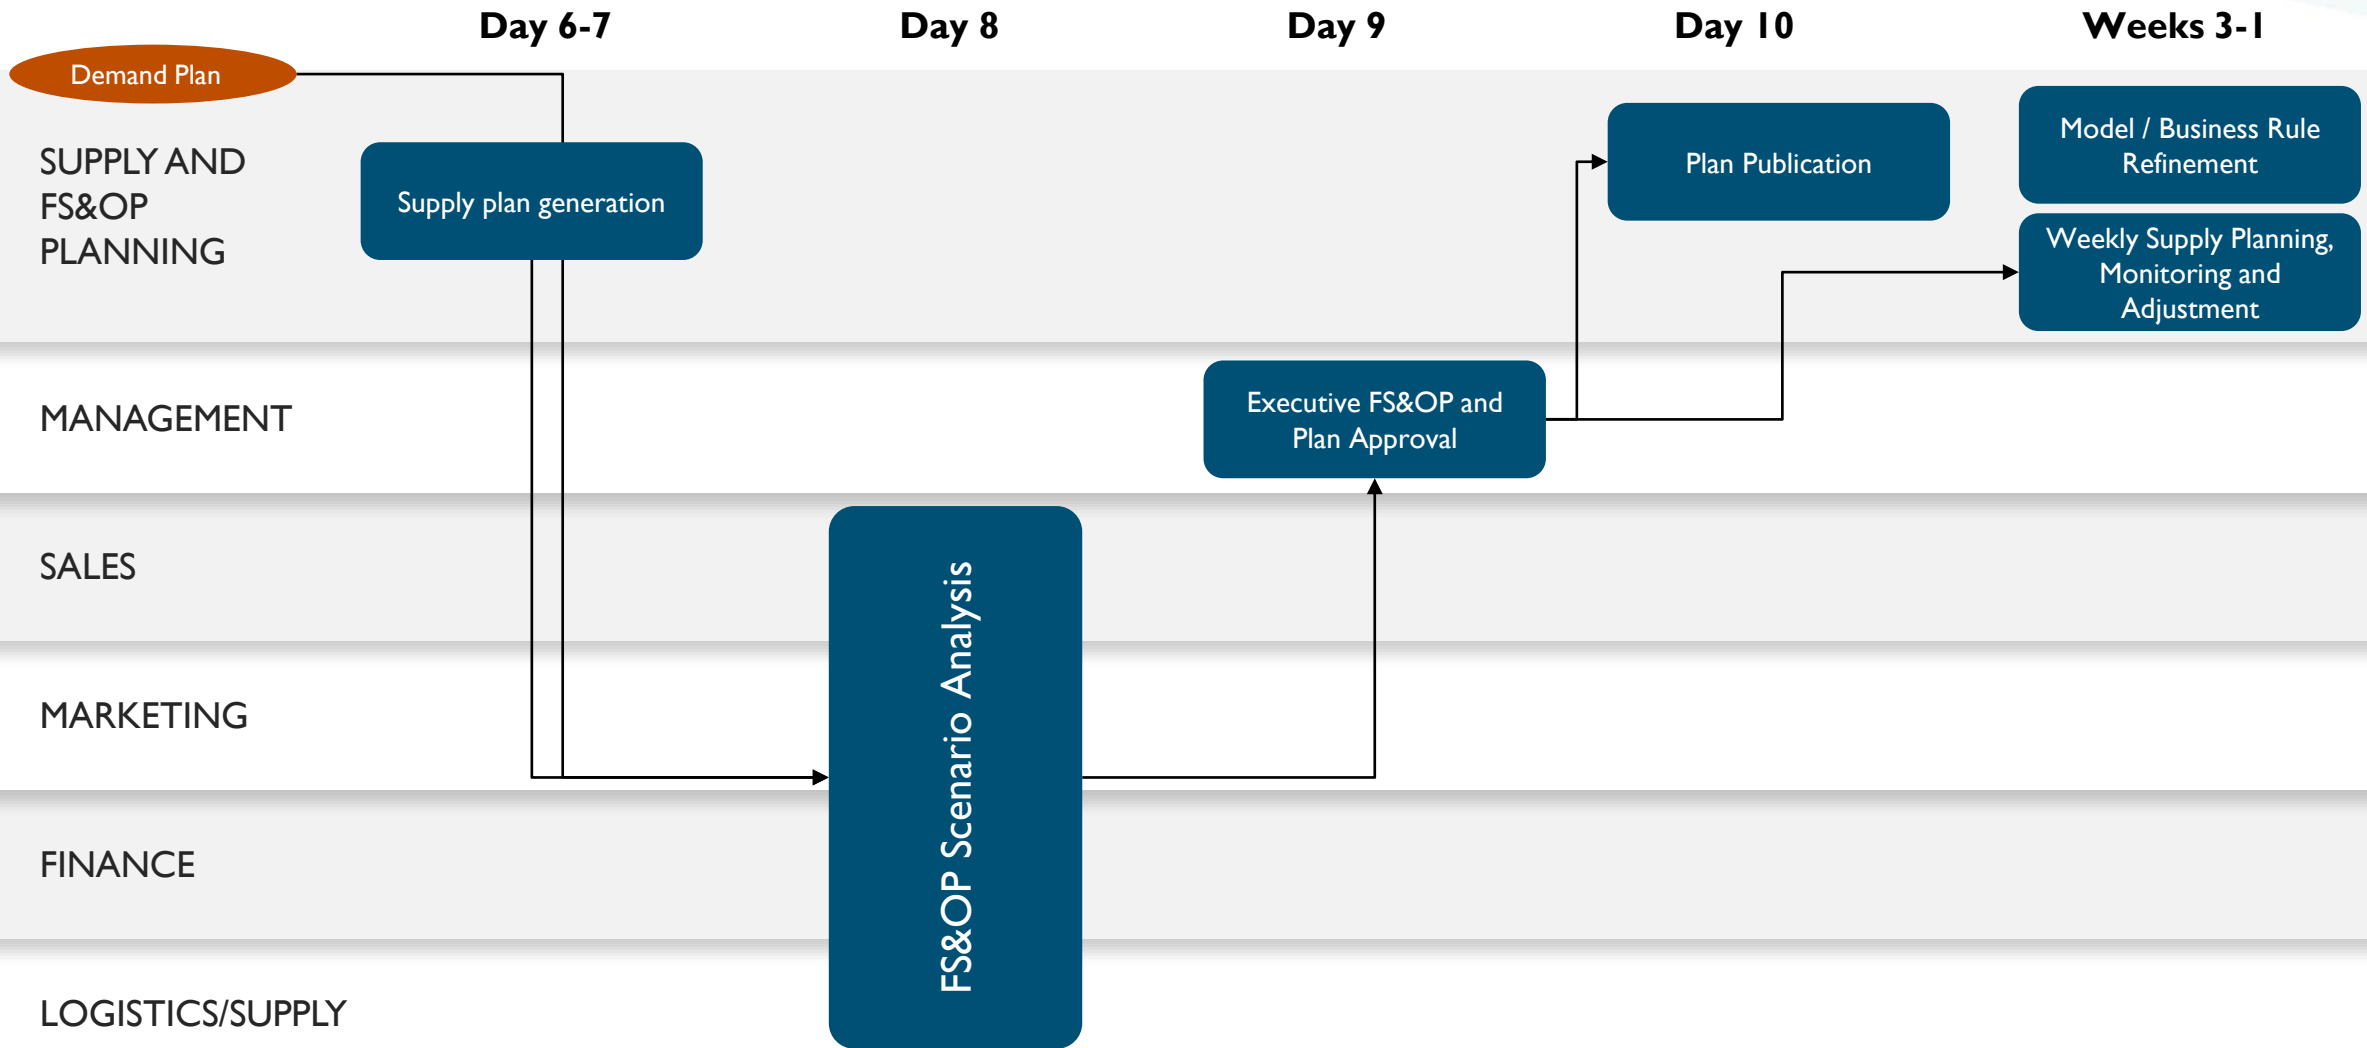 Day 6-7
Day 8
Day 9
Day 10
Weeks 3-1
Demand Plan
SUPPLY AND
FS&OP
PLANNING
Supply plan generation
Plan Publication
Model / Business Rule
Refinement
Weekly Supply Planning,
Monitoring and
Adjustment
MANAGEMENT
Executive FS&OP and
Plan Approval
SALES
FS&OP Scenario Analysis
MARKETING
FINANCE
LOGISTICS/SUPPLY